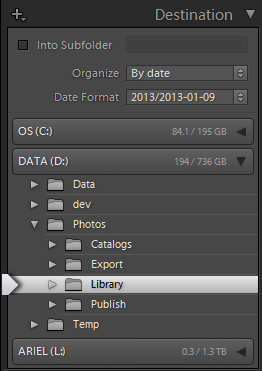 Destination
Into Subfolder
Organize By date
Date Format 2013/2013-01-09
OS (C:) 84.1 / 195 GB
DATA (D:) 194 / 736 GB
Data
dev
Photos
Catalogs
Export
Library
Publish
Temp
ARIEL (L:) 0.3 / 1.3 TB